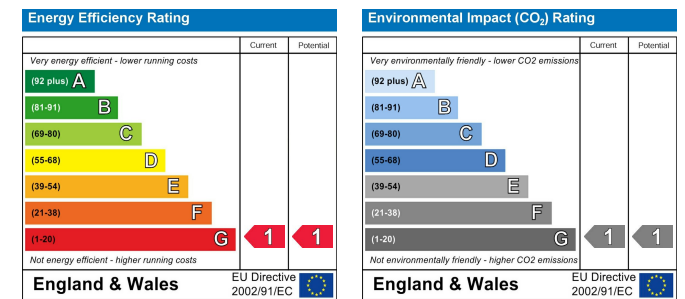 Energy Efficiency Rating
Current Potential
Very energy efficient - lower running costs
(92 plus) A
(81-91) B
(69-80) C
(55-68) D
(39-54) E
(21-38) F
(1-20) G 1 1
Not energy efficient - higher running costs
England & Wales
EU Directive
2002/91/EC
Environmental Impact (CO2) Rating
Current Potential
Very environmentally friendly - lower CO2 emissions
(92 plus) A
(81-91) B
(69-80) C
(55-68) D
(39-54) E
(21-38) F
(1-20) G 1 1
Not environmentally friendly - higher CO2 emissions
England & Wales
EU Directive
2002/91/EC